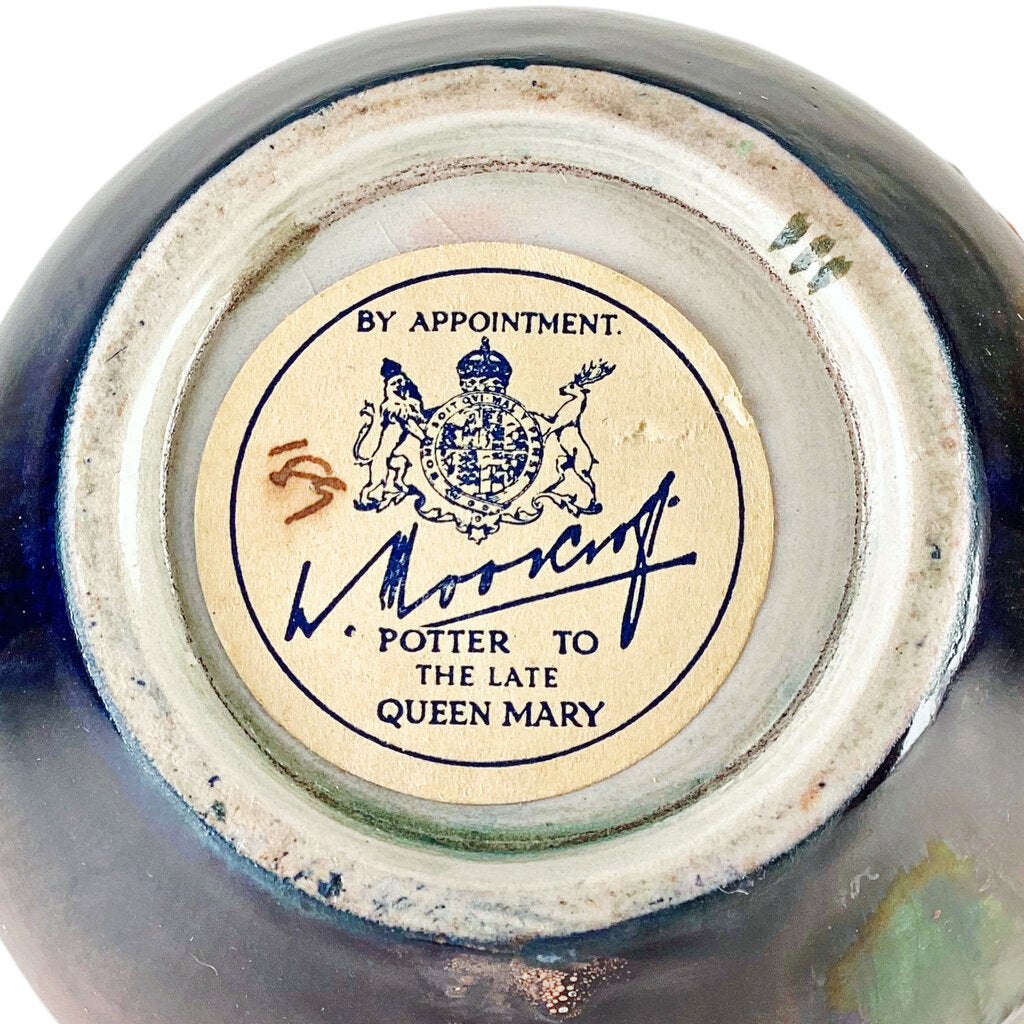 BY APPOINTMENT.
W. Moorcroft.
POTTER TO
THE LATE
QUEEN MARY